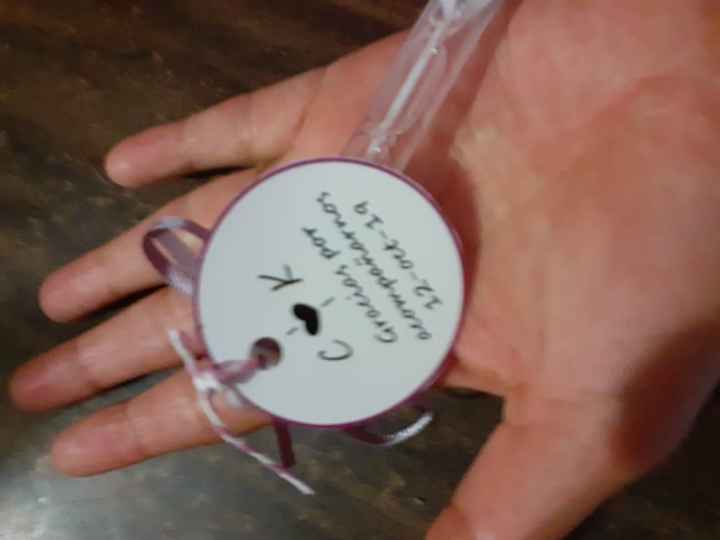 C - ♥ - K
Gracias por
acompañarnos
12-oct-19